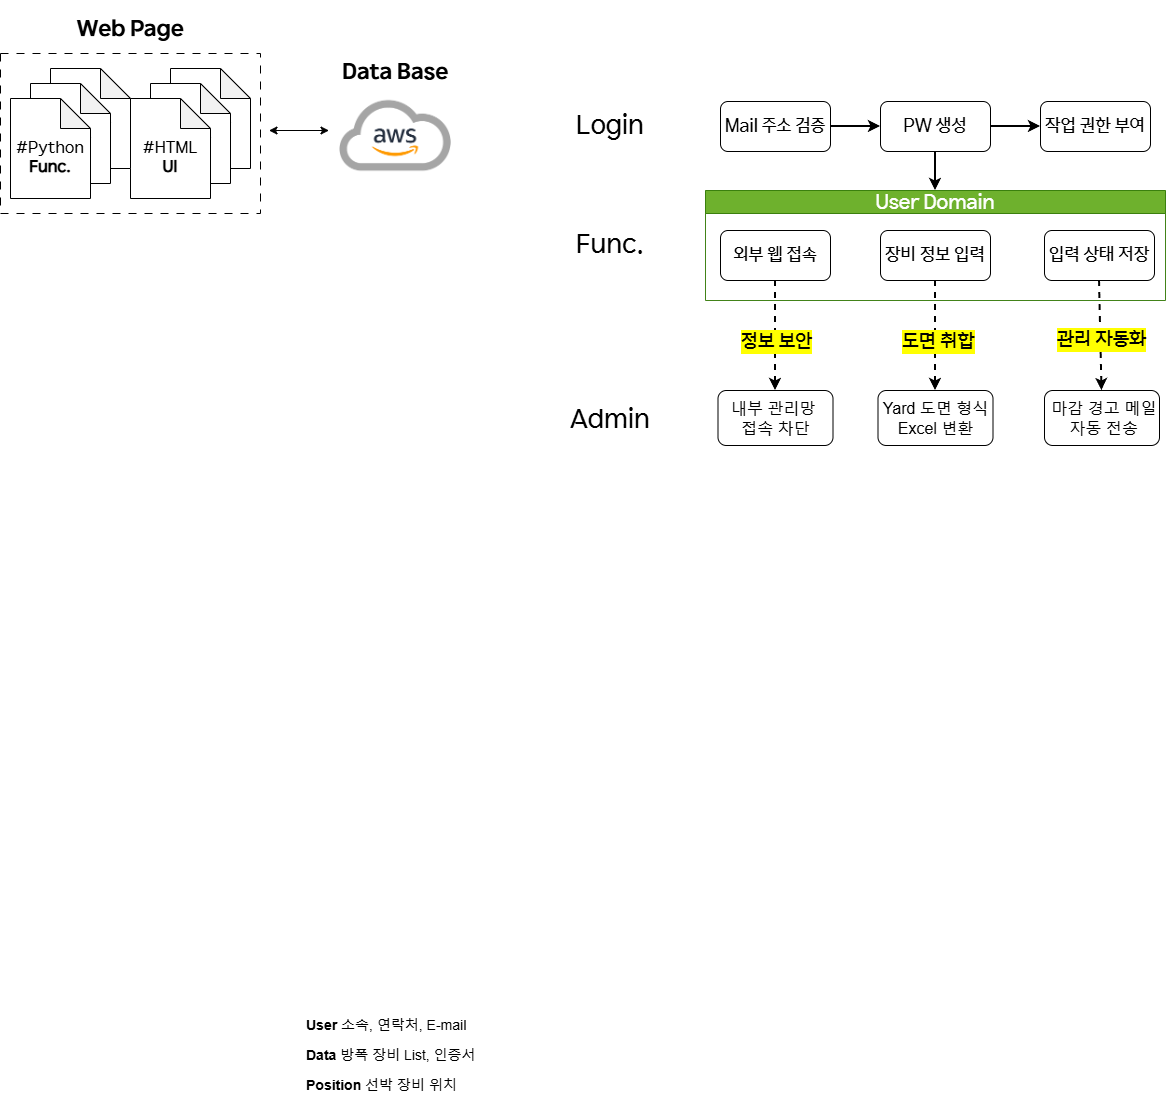 Web Page
Data Base
#Python
Func.
#HTML
UI
aws
Login
Mail 주소 검증
PW 생성
작업 권한 부여
User Domain
Func.
외부 웹 접속
장비 정보 입력
입력 상태 저장
정보 보안
도면 취합
관리 자동화
Admin
내부 관리망
접속 차단
Yard 도면 형식
Excel 변환
마감 경고 메일
자동 전송
User 소속, 연락처, E-mail
Data 방폭 장비 List, 인증서
Position 선박 장비 위치